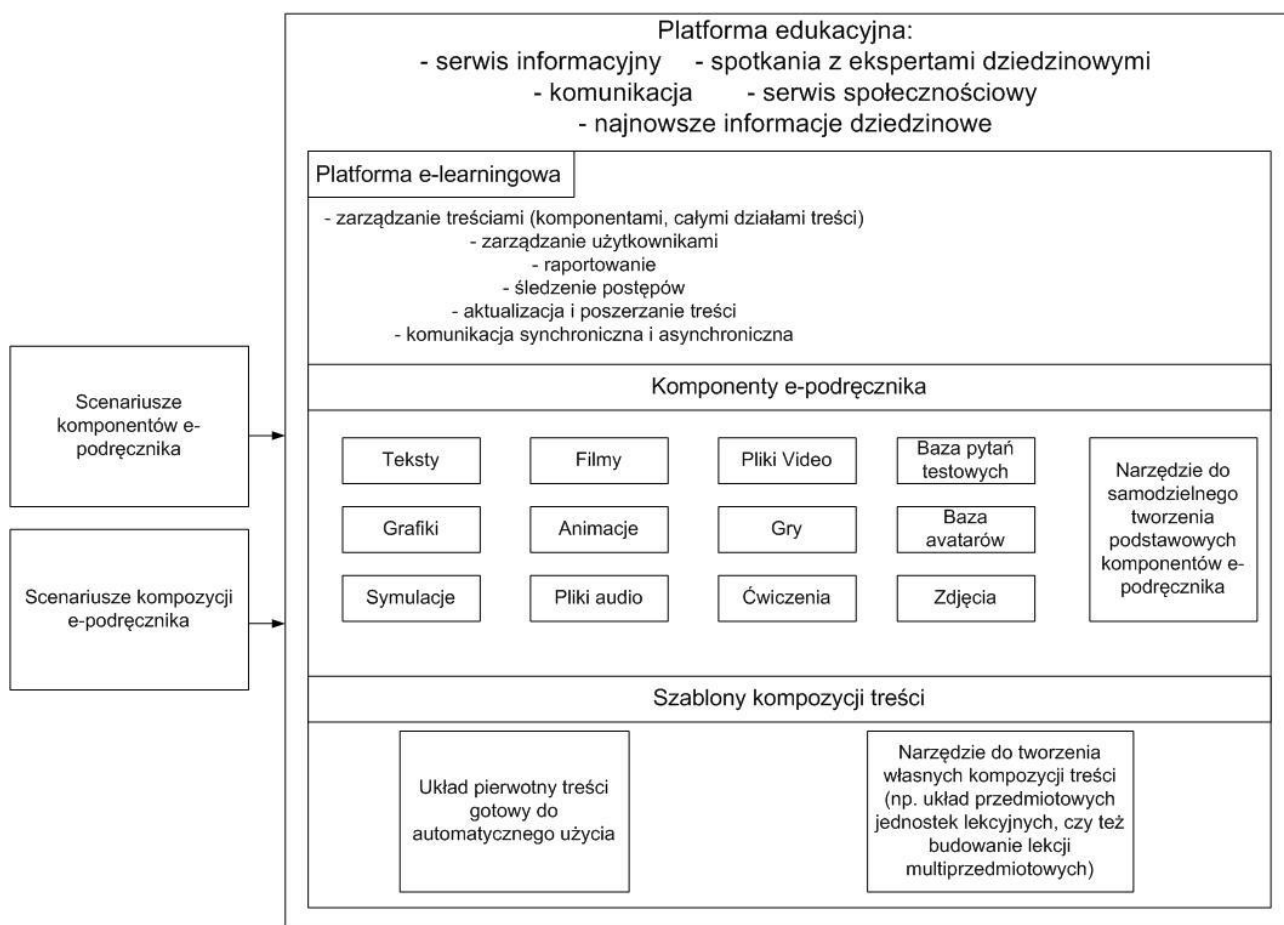 Platforma edukacyjna:
- serwis informacyjny - spotkania z ekspertami dziedzinowymi
- komunikacja - serwis społecznościowy
- najnowsze informacje dziedzinowe
Platforma e-learningowa
- zarządzanie treściami (komponentami, całymi działami treści)
- zarządzanie użytkownikami
- raportowanie
- śledzenie postępów
- aktualizacja i poszerzanie treści
- komunikacja synchroniczna i asynchroniczna
Scenariusze
komponentów e-
podręcznika
Scenariusze kompozycji
e-podręcznika
Komponenty e-podręcznika
Teksty
Filmy
Pliki Video
Baza pytań
testowych
Grafiki
Animacje
Gry
Baza
avatarów
Symulacje
Pliki audio
Ćwiczenia
Zdjęcia
Narzędzie do
samodzielnego
tworzenia
podstawowych
komponentów e-
podręcznika
Szablony kompozycji treści
Układ pierwotny treści
gotowy do
automatycznego użycia
Narzędzie do tworzenia
własnych kompozycji treści
(np. układ przedmiotowych
jednostek lekcyjnych, czy też
budowanie lekcji
multiprzedmiotowych)